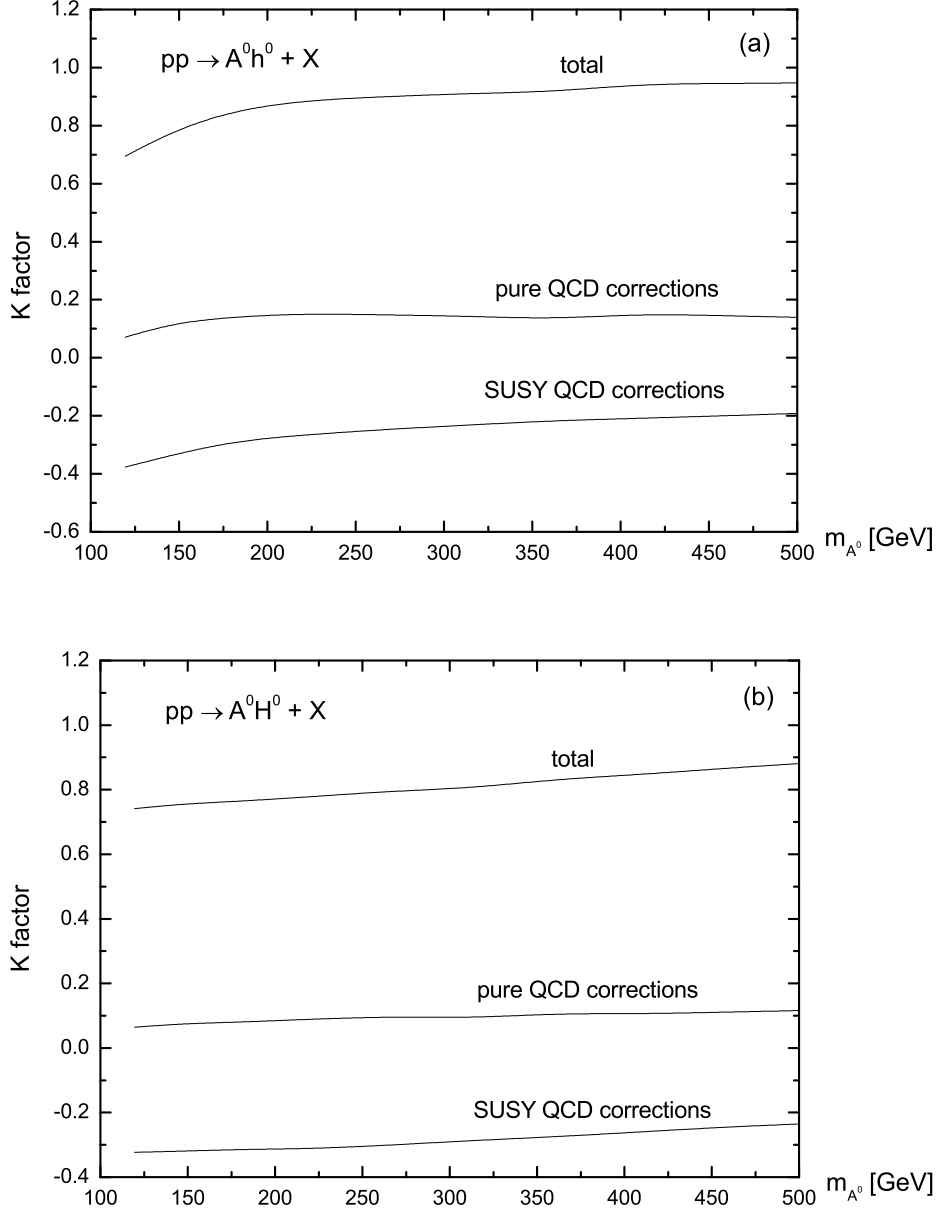 1.2
(a)
pp → A⁰h⁰ + X
total
1.0
0.8
0.6
0.4
K factor
pure QCD corrections
0.2
0.0
SUSY QCD corrections
-0.2
-0.4
-0.6
100 150 200 250 300 350 400 450 500
m_A⁰ [GeV]
1.2
(b)
pp → A⁰H⁰ + X
1.0
total
0.8
0.6
0.4
K factor
pure QCD corrections
0.2
0.0
SUSY QCD corrections
-0.2
-0.4
100 150 200 250 300 350 400 450 500
m_A⁰ [GeV]